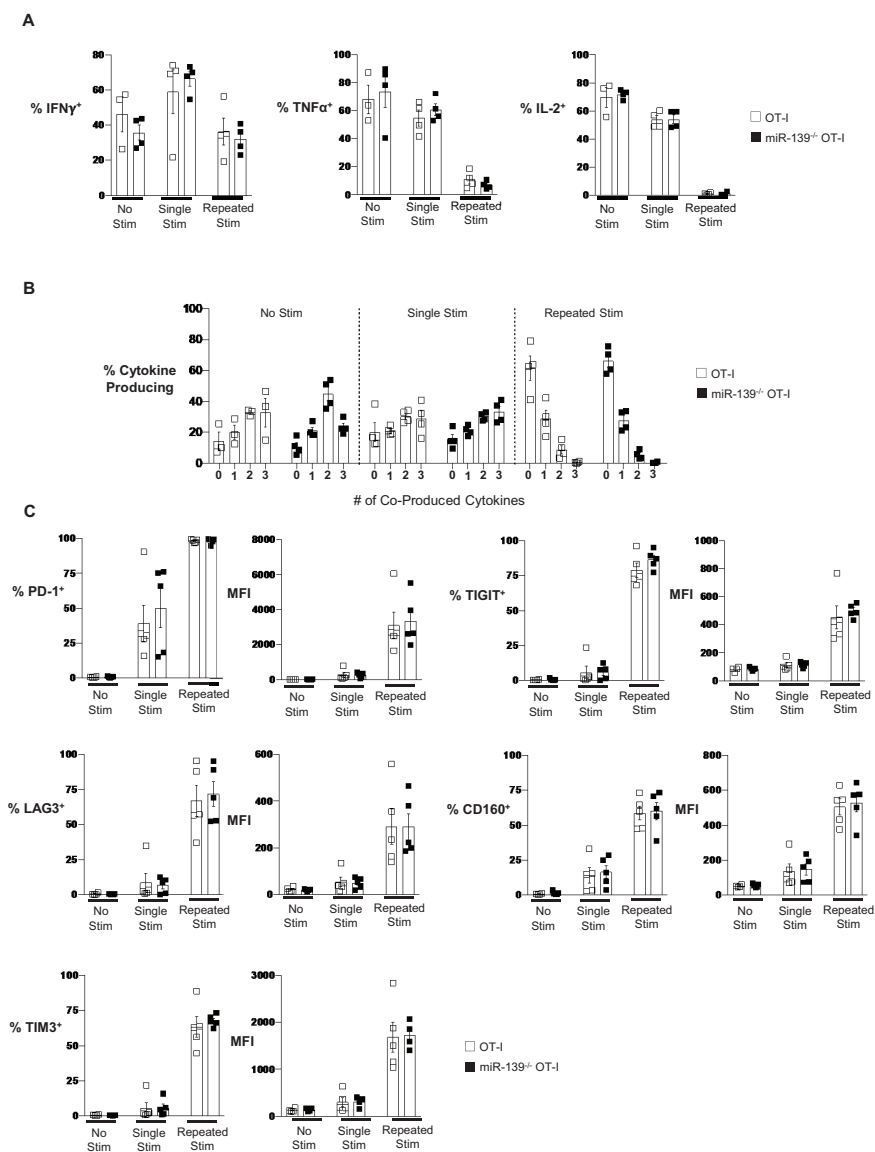 A
80
60
40
20
0
% IFNγ⁺
No Stim
Single Stim
Repeated Stim
100
80
60
40
20
0
% TNFα⁺
No Stim
Single Stim
Repeated Stim
100
80
60
40
20
0
% IL-2⁺
No Stim
Single Stim
Repeated Stim
OT-I
miR-139⁻/⁻ OT-I
B
No Stim
Single Stim
Repeated Stim
100
80
60
40
20
0
% Cytokine
Producing
0 1 2 3 0 1 2 3 0 1 2 3 0 1 2 3 0 1 2 3 0 1 2 3
# of Co-Produced Cytokines
OT-I
miR-139⁻/⁻ OT-I
C
100
75
50
25
0
% PD-1⁺
No Stim
Single Stim
Repeated Stim
8000
6000
4000
2000
0
MFI
No Stim
Single Stim
Repeated Stim
100
75
50
25
0
% TIGIT⁺
No Stim
Single Stim
Repeated Stim
1000
800
600
400
200
0
MFI
No Stim
Single Stim
Repeated Stim
100
75
50
25
0
% LAG3⁺
No Stim
Single Stim
Repeated Stim
600
400
200
0
MFI
No Stim
Single Stim
Repeated Stim
100
75
50
25
0
% CD160⁺
No Stim
Single Stim
Repeated Stim
800
600
400
200
0
MFI
No Stim
Single Stim
Repeated Stim
100
75
50
25
0
% TIM3⁺
No Stim
Single Stim
Repeated Stim
3000
2000
1000
0
MFI
No Stim
Single Stim
Repeated Stim
OT-I
miR-139⁻/⁻ OT-I